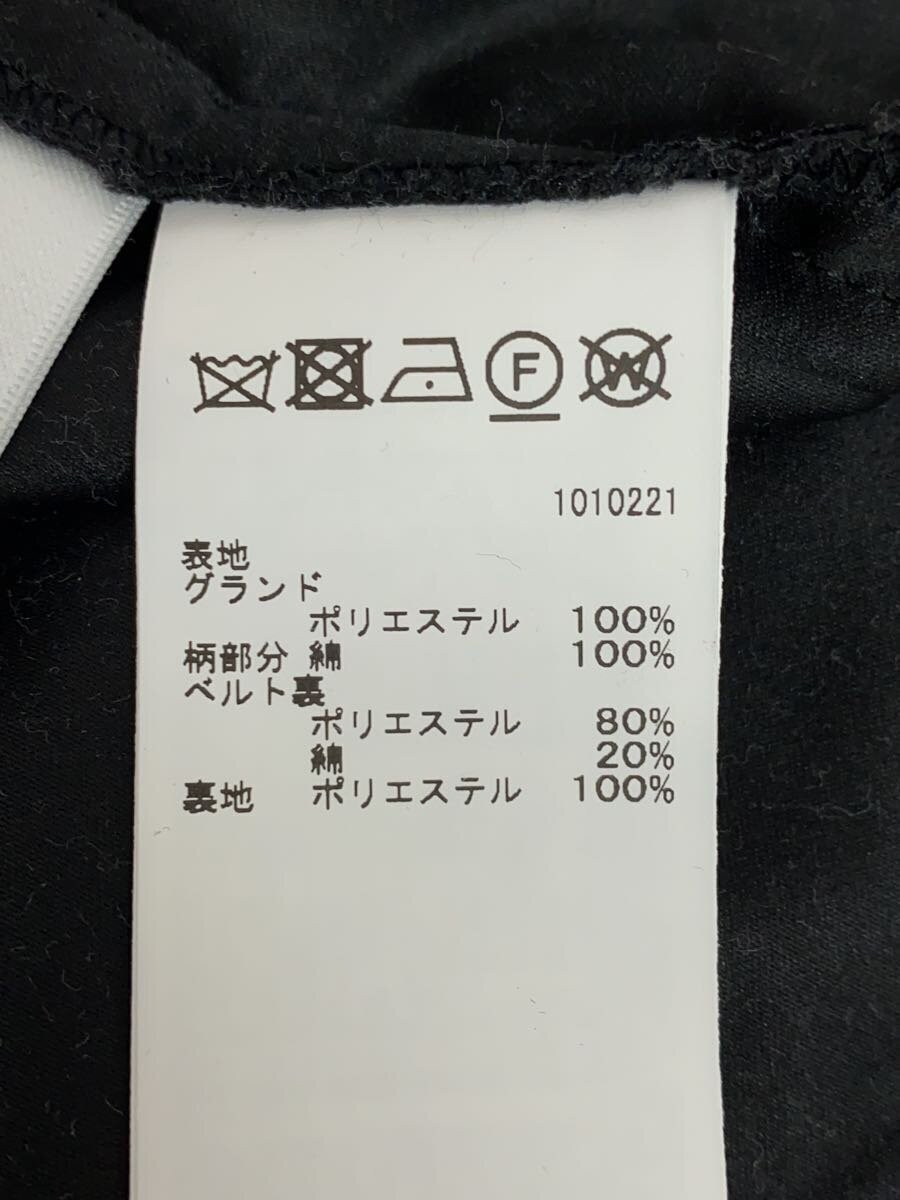 F W
1010221
表地
グランド
ポリエステル 100%
柄部分 綿 100%
ベルト裏
ポリエステル 80%
綿 20%
裏地 ポリエステル 100%